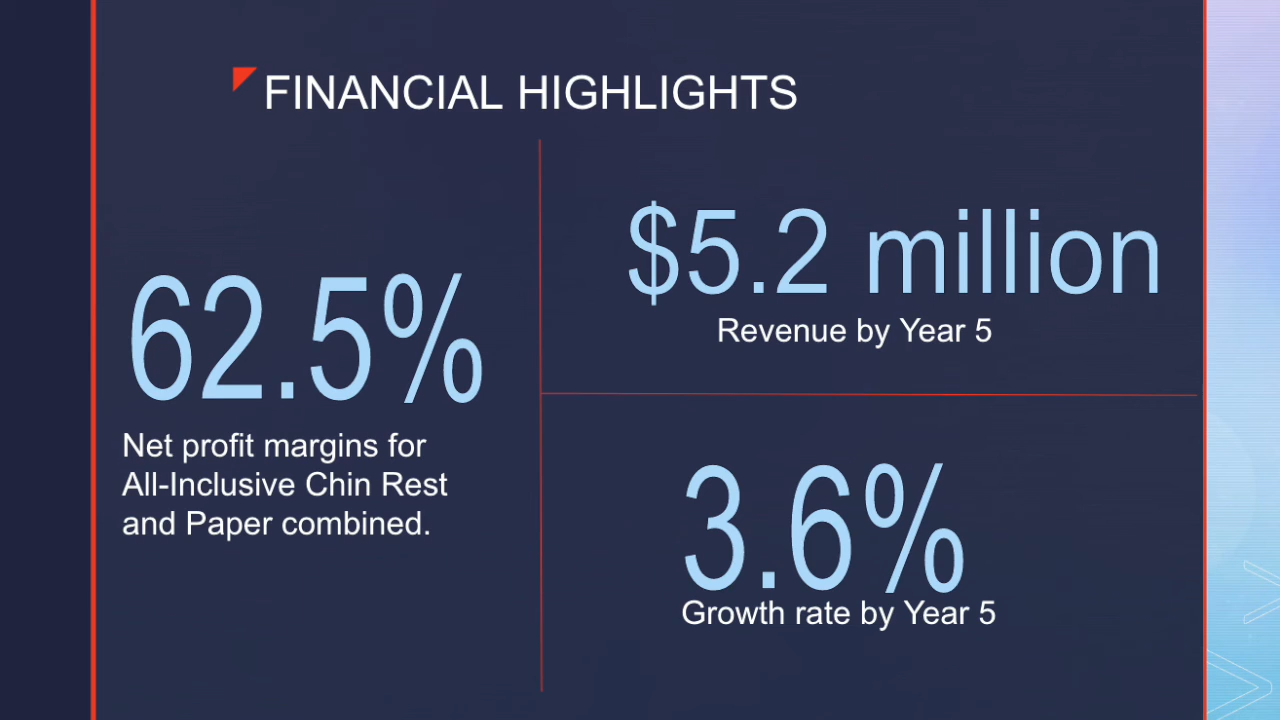 FINANCIAL HIGHLIGHTS
62.5%
Net profit margins for
All-Inclusive Chin Rest
and Paper combined.
$5.2 million
Revenue by Year 5
3.6%
Growth rate by Year 5